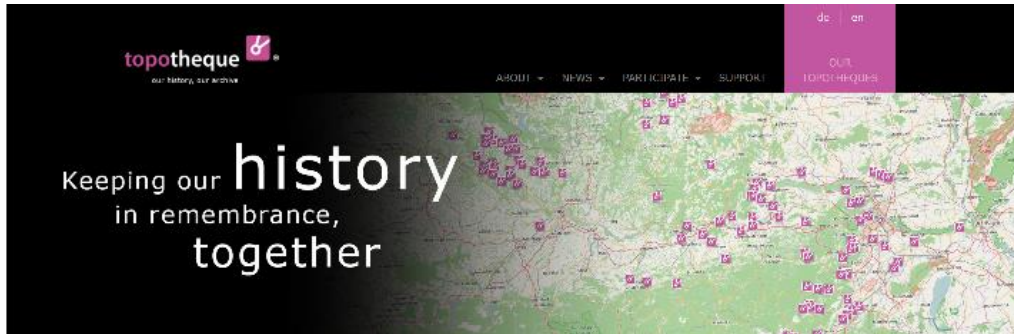 de | en
topotheque ®
our history, our archive
ABOUT NEWS PARTICIPATE SUPPORT
OUR
TOPOTHEQUES
Keeping our history
in remembrance,
together